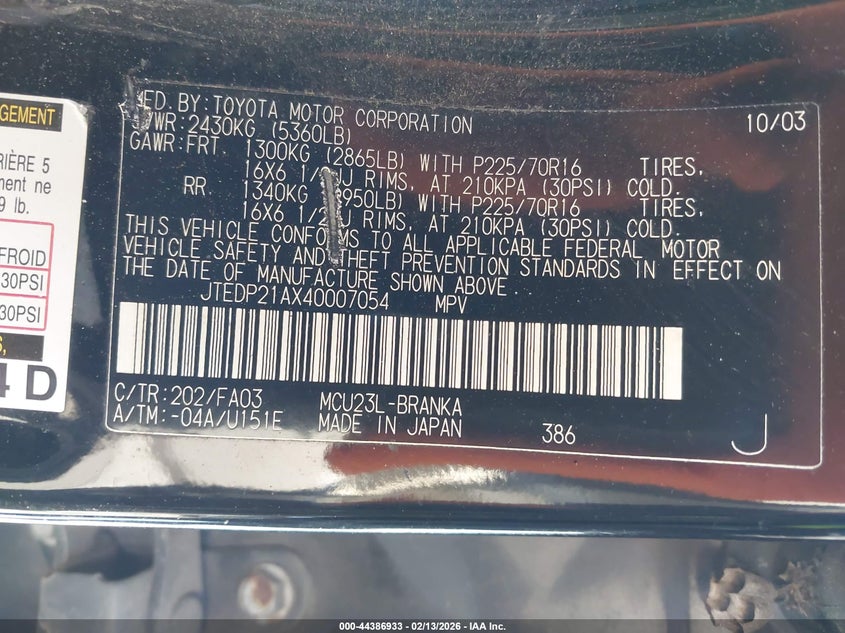 GEMENT
RIÈRE 5
ment ne
9 lb.
FROID
30PSI
30PSI
4 D
MFD.BY:TOYOTA MOTOR CORPORATION 10/03
GVWR:2430KG (5360LB)
GAWR:FRT 1300KG (2865LB) WITH P225/70R16 TIRES,
16X6 1/2JJ RIMS, AT 210KPA (30PSI) COLD.
RR. 1340KG (2950LB) WITH P225/70R16 TIRES,
16X6 1/2JJ RIMS, AT 210KPA (30PSI) COLD.
THIS VEHICLE CONFORMS TO ALL APPLICABLE FEDERAL MOTOR
VEHICLE SAFETY AND THEFT PREVENTION STANDARDS IN EFFECT ON
THE DATE OF MANUFACTURE SHOWN ABOVE.
JTEDP21AX40007054 MPV
C/TR:202/FA03 MCU23L-BRANKA
A/TM:-04A/U151E MADE IN JAPAN 386 J
000-44386933 - 02/13/2026 - IAA Inc.